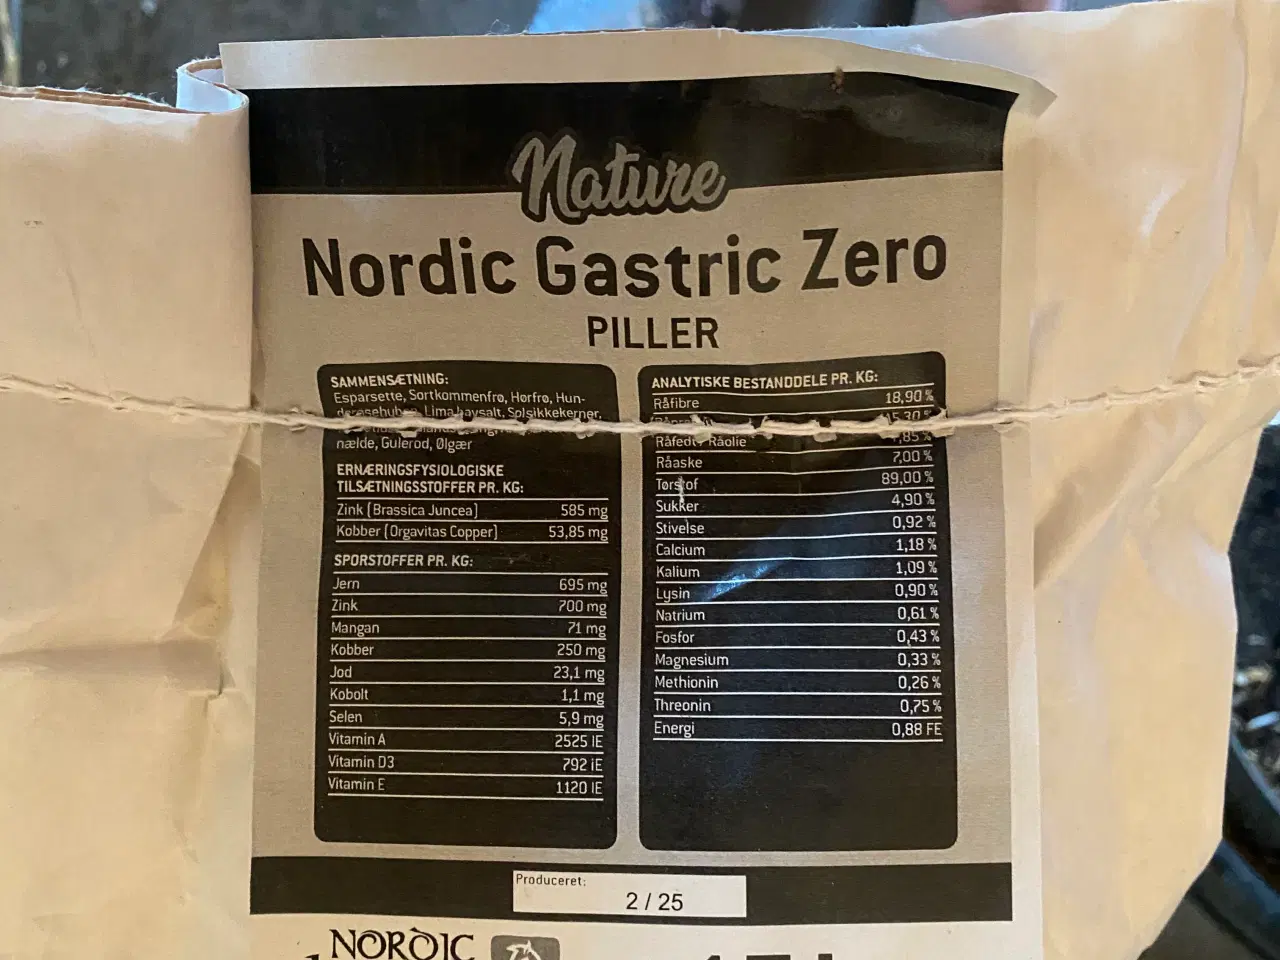 Nature
Nordic Gastric Zero
PILLER
SAMMENSÆTNING:
Esparsette, Sortkommenfrø, Hørfrø, Hun-
Lima havsalt, Solsikkekerner,
nælde, Gulerod, Ølgær
ERNÆRINGSFYSIOLOGISKE
TILSÆTNINGSSTOFFER PR. KG:
Zink (Brassica Juncea) 585 mg
Kobber (Orgavitas Copper) 53,85 mg
SPORSTOFFER PR. KG:
Jern 695 mg
Zink 700 mg
Mangan 71 mg
Kobber 250 mg
Jod 23,1 mg
Kobolt 1,1 mg
Selen 5,9 mg
Vitamin A 2525 IE
Vitamin D3 792 iE
Vitamin E 1120 IE
ANALYTISKE BESTANDDELE PR. KG:
Råfibre 18,90 %
Råfedt/ Råolie
Råaske 7,00 %
Tørstof 89,00 %
Sukker 4,90 %
Stivelse 0,92 %
Calcium 1,18 %
Kalium 1,09 %
Lysin 0,90 %
Natrium 0,61 %
Fosfor 0,43 %
Magnesium 0,33 %
Methionin 0,26 %
Threonin 0,75 %
Energi 0,88 FE
Produceret:
2 / 25
NORDIC